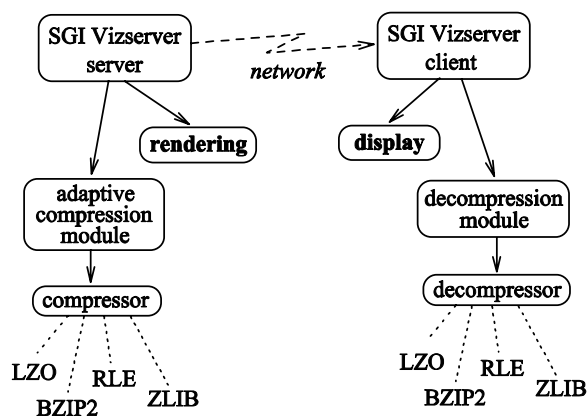 SGI Vizserver
server
network
SGI Vizserver
client
rendering
display
adaptive
compression
module
decompression
module
compressor
decompressor
LZO
BZIP2
RLE
ZLIB
LZO
BZIP2
RLE
ZLIB